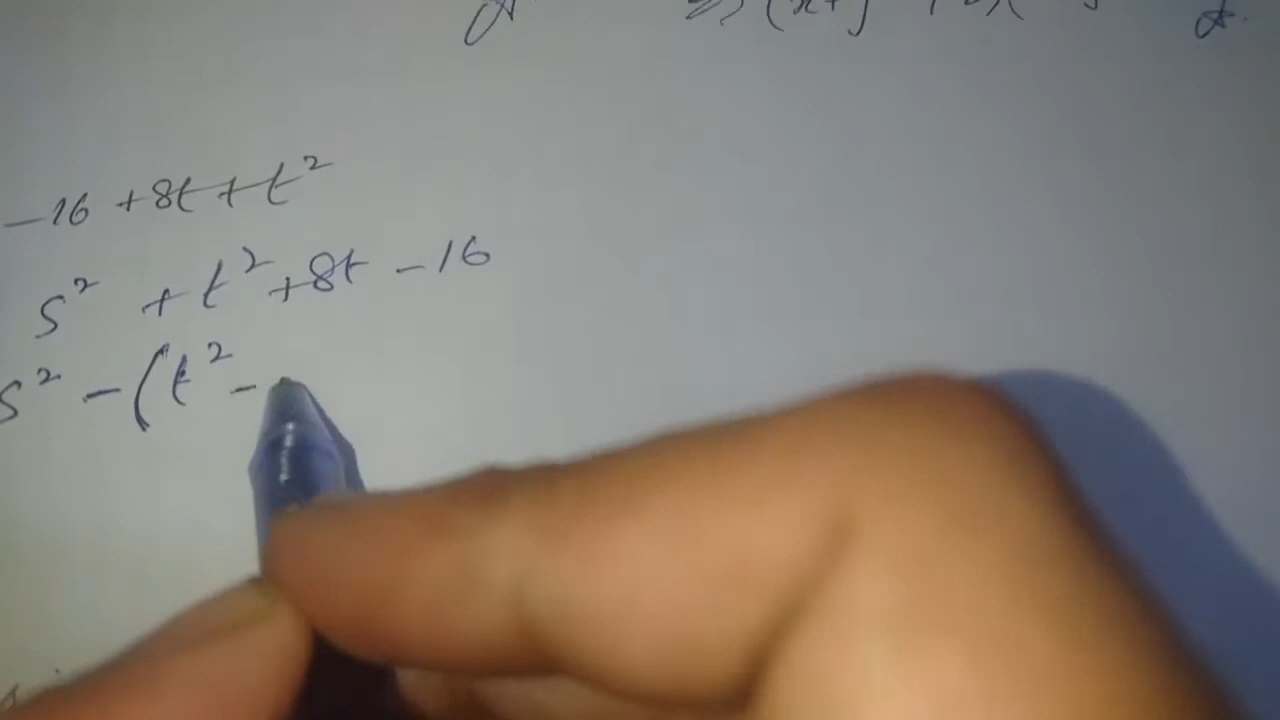 -16 +8t + t²
s² + t² +8t -16
s² - (t² -